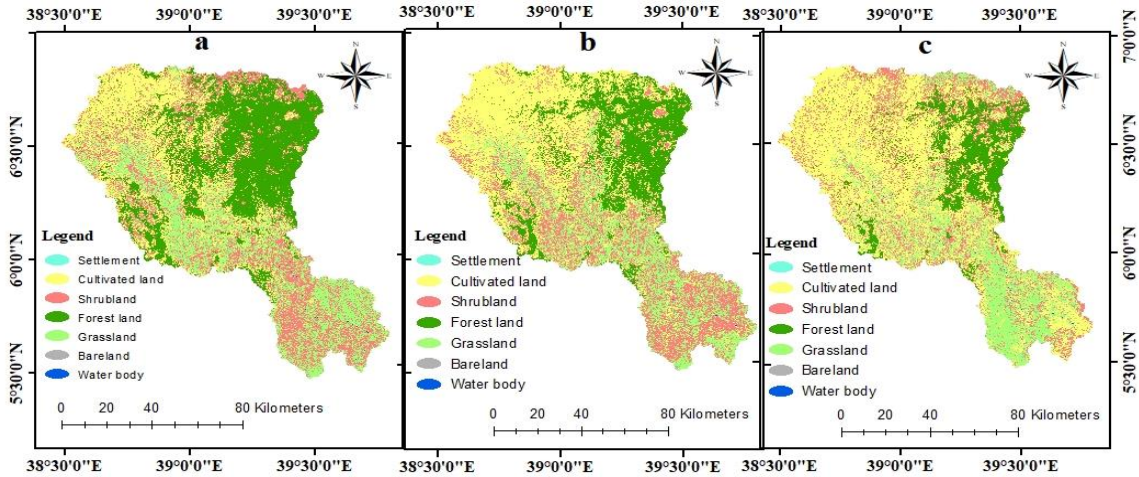 38°30'0"E 39°0'0"E 39°30'0"E 38°30'0"E 39°0'0"E 39°30'0"E 38°30'0"E 39°0'0"E 39°30'0"E
a
N
W E
S
6°30'0"N
6°0'0"N
5°30'0"N
Legend
Settlement
Cultivated land
Shrubland
Forest land
Grassland
Bareland
Water body
0 20 40 80 Kilometers
b
N
W E
S
Legend
Settlement
Cultivated land
Shrubland
Forest land
Grassland
Bareland
Water body
0 20 40 80 Kilometers
c
N
W E
S
Legend
Settlement
Cultivated land
Shrubland
Forest land
Grassland
Bareland
Water body
0 20 40 80 Kilometers
7°0'0"N
6°30'0"N
6°0'0"N
5°30'0"N
38°30'0"E 39°0'0"E 39°30'0"E 38°30'0"E 39°0'0"E 39°30'0"E 38°30'0"E 39°0'0"E 39°30'0"E